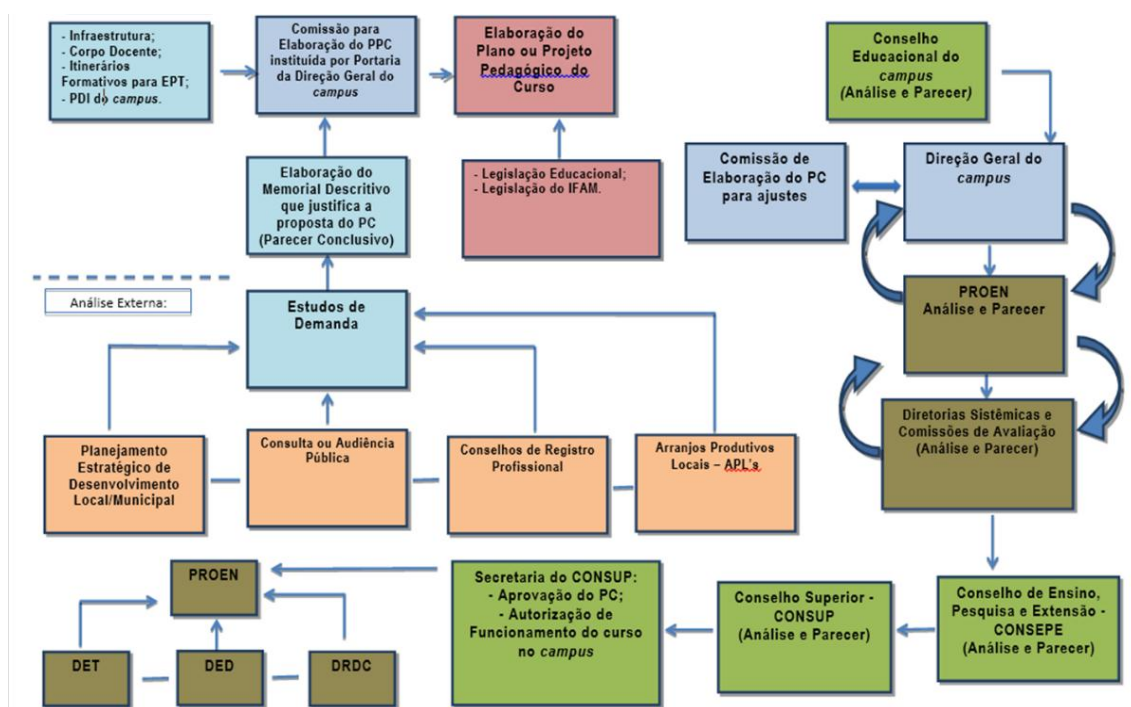 - Infraestrutura;
- Corpo Docente;
- Itinerários
Formativos para EPT;
- PDI do campus.
Comissão para
Elaboração do PPC
instituída por Portaria
da Direção Geral do
campus
Elaboração do
Plano ou Projeto
Pedagógico do
Curso
Conselho
Educacional do
campus
(Análise e Parecer)
Elaboração do
Memorial Descritivo
que justifica a
proposta do PC
(Parecer Conclusivo)
- Legislação Educacional;
- Legislação do IFAM.
Comissão de
Elaboração do PC
para ajustes
Direção Geral do
campus
Análise Externa:
Estudos de
Demanda
PROEN
Análise e Parecer
Diretorias Sistêmicas e
Comissões de Avaliação
(Análise e Parecer)
Planejamento
Estratégico de
Desenvolvimento
Local/Municipal
Consulta ou Audiência
Pública
Conselhos de Registro
Profissional
Arranjos Produtivos
Locais – APL's
PROEN
Secretaria do CONSUP:
- Aprovação do PC;
- Autorização de
Funcionamento do curso
no campus
Conselho Superior -
CONSUP
(Análise e Parecer)
Conselho de Ensino,
Pesquisa e Extensão -
CONSEPE
(Análise e Parecer)
DET
DED
DRDC